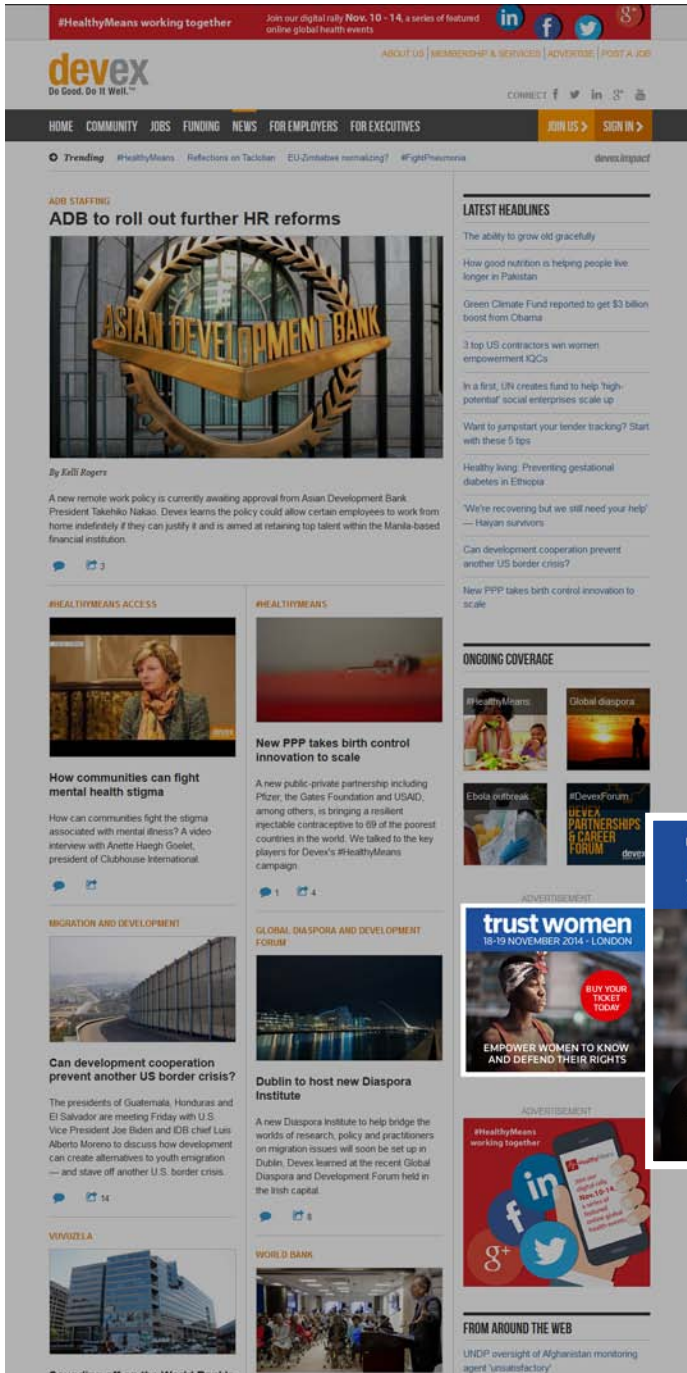 #HealthyMeans working together
Join our digital rally Nov. 10 - 14, a series of featured
online global health events
in f g+
ABOUT US | MEMBERSHIP & SERVICES | ADVERTISE | POST A JOB
devex
Do Good. Do It Well.™
CONNECT
HOME COMMUNITY JOBS FUNDING NEWS FOR EMPLOYERS FOR EXECUTIVES JOIN US > SIGN IN >
Trending #HealthyMeans Reflections on Tacloban EU-Zimbabwe normalizing? #FightPneumonia devex.impact
ADB STAFFING
ADB to roll out further HR reforms
ASIAN DEVELOPMENT BANK
By Kelli Rogers
A new remote work policy is currently awaiting approval from Asian Development Bank
President Takehiko Nakao. Devex learns the policy could allow certain employees to work from
home indefinitely if they can justify it and is aimed at retaining top talent within the Manila-based
financial institution.
3
#HEALTHYMEANS ACCESS
devex
How communities can fight
mental health stigma
How can communities fight the stigma
associated with mental illness? A video
interview with Anette Haegh Goelet,
president of Clubhouse International.
#HEALTHYMEANS
New PPP takes birth control
innovation to scale
A new public-private partnership including
Pfizer, the Gates Foundation and USAID,
among others, is bringing a resilient
injectable contraceptive to 69 of the poorest
countries in the world. We talked to the key
players for Devex's #HealthyMeans
campaign.
1 4
MIGRATION AND DEVELOPMENT
Can development cooperation
prevent another US border crisis?
The presidents of Guatemala, Honduras and
El Salvador are meeting Friday with U.S.
Vice President Joe Biden and IDB chief Luis
Alberto Moreno to discuss how development
can create alternatives to youth emigration
— and stave off another U.S. border crisis.
14
GLOBAL DIASPORA AND DEVELOPMENT
FORUM
Dublin to host new Diaspora
Institute
A new Diaspora Institute to help bridge the
worlds of research, policy and practitioners
on migration issues will soon be set up in
Dublin, Devex learned at the recent Global
Diaspora and Development Forum held in
the Irish capital.
8
VUVUZELA
WORLD BANK
LATEST HEADLINES
The ability to grow old gracefully
How good nutrition is helping people live
longer in Pakistan
Green Climate Fund reported to get $3 billion
boost from Obama
3 top US contractors win women
empowerment IQCs
In a first, UN creates fund to help 'high-
potential' social enterprises scale up
Want to jumpstart your tender tracking? Start
with these 5 tips
Healthy living: Preventing gestational
diabetes in Ethiopia
'We're recovering but we still need your help'
— Haiyan survivors
Can development cooperation prevent
another US border crisis?
New PPP takes birth control innovation to
scale
ONGOING COVERAGE
#HealthyMeans
Global diaspora
Ebola outbreak
#DevexForum
DEVEX
PARTNERSHIPS
& CAREER
FORUM
devex
ADVERTISEMENT
trust women
18-19 NOVEMBER 2014 - LONDON
BUY YOUR
TICKET
TODAY
EMPOWER WOMEN TO KNOW
AND DEFEND THEIR RIGHTS
ADVERTISEMENT
#HealthyMeans
working together
HealthyMeans
Join our
digital rally
Nov. 10-14,
a series of
featured
online global
health events
in
f
g+
FROM AROUND THE WEB
UNDP oversight of Afghanistan monitoring
agent 'unsatisfactory'